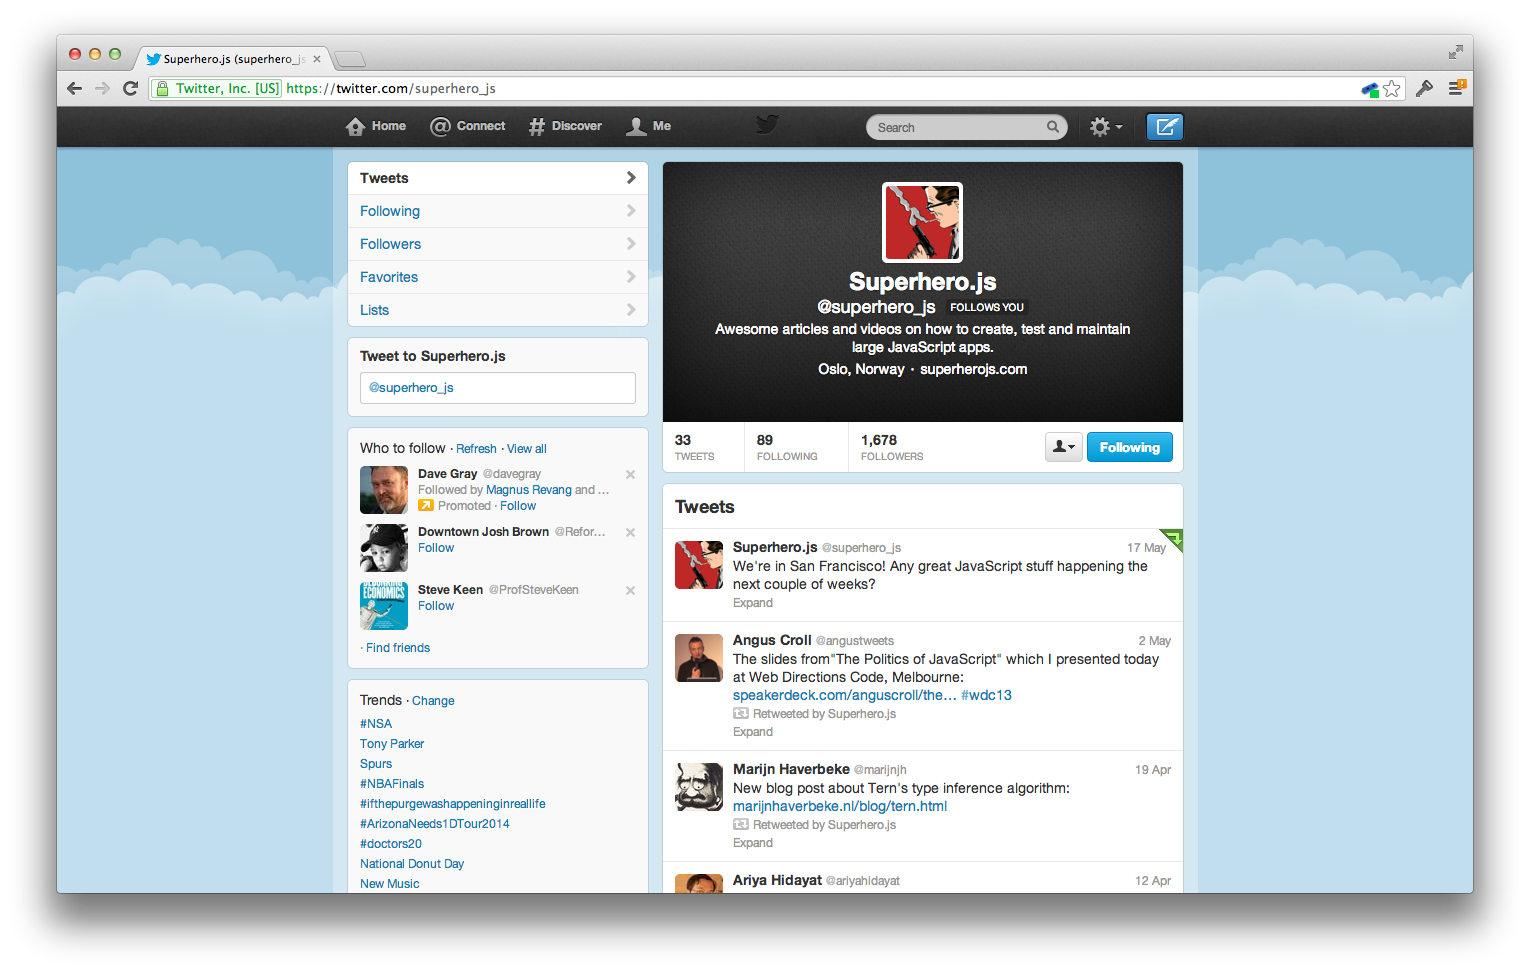 Superhero.js (superhero_js
Twitter, Inc. [US] https://twitter.com/superhero_js
Home Connect Discover Me
Search
Tweets
Following
Followers
Favorites
Lists
Tweet to Superhero.js
@superhero_js
Who to follow · Refresh · View all
Dave Gray @davegray
Followed by Magnus Revang and ...
Promoted · Follow
Downtown Josh Brown @Refor...
Follow
ECONOMICS
Steve Keen @ProfSteveKeen
Follow
· Find friends
Trends · Change
#NSA
Tony Parker
Spurs
#NBAFinals
#ifthepurgewashappeninginreallife
#ArizonaNeeds1DTour2014
#doctors20
National Donut Day
New Music
Superhero.js
@superhero_js FOLLOWS YOU
Awesome articles and videos on how to create, test and maintain
large JavaScript apps.
Oslo, Norway · superherojs.com
33 89 1,678
TWEETS FOLLOWING FOLLOWERS
Following
Tweets
Superhero.js @superhero_js 17 May
We're in San Francisco! Any great JavaScript stuff happening the
next couple of weeks?
Expand
Angus Croll @angustweets 2 May
The slides from"The Politics of JavaScript" which I presented today
at Web Directions Code, Melbourne:
speakerdeck.com/anguscroll/the... #wdc13
Retweeted by Superhero.js
Expand
Marijn Haverbeke @marijnjh 19 Apr
New blog post about Tern's type inference algorithm:
marijnhaverbeke.nl/blog/tern.html
Retweeted by Superhero.js
Expand
Ariya Hidayat @ariyahidayat 12 Apr